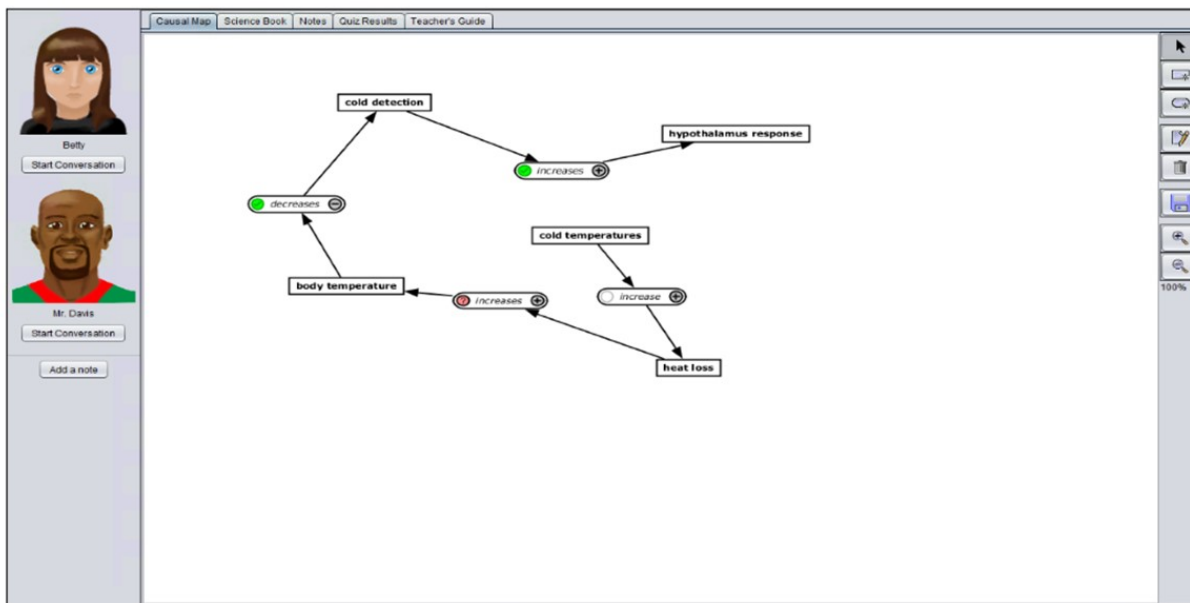 Causal Map Science Book Notes Quiz Results Teacher's Guide
Betty
Start Conversation
Mr. Davis
Start Conversation
Add a note
cold detection
hypothalamus response
increases
decreases
cold temperatures
body temperature
increases
increase
heat loss
100%